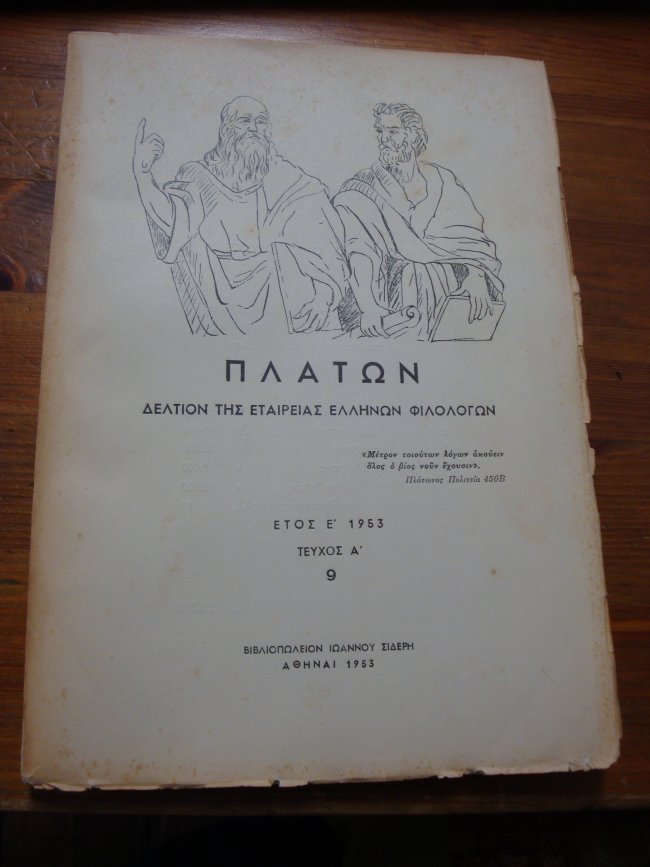 ΠΛΑΤΩΝ
ΔΕΛΤΙΟΝ ΤΗΣ ΕΤΑΙΡΕΙΑΣ ΕΛΛΗΝΩΝ ΦΙΛΟΛΟΓΩΝ
«Μέτρον τοιούτων λόγων ἀκούειν
ὅλος ὁ βίος νοῦν ἔχουσιν».
Πλάτωνος Πολιτεία 450Β
ΕΤΟΣ Ε' 1953
ΤΕΥΧΟΣ Α'
9
ΒΙΒΛΙΟΠΩΛΕΙΟΝ ΙΩΑΝΝΟΥ ΣΙΔΕΡΗ
ΑΘΗΝΑΙ 1953